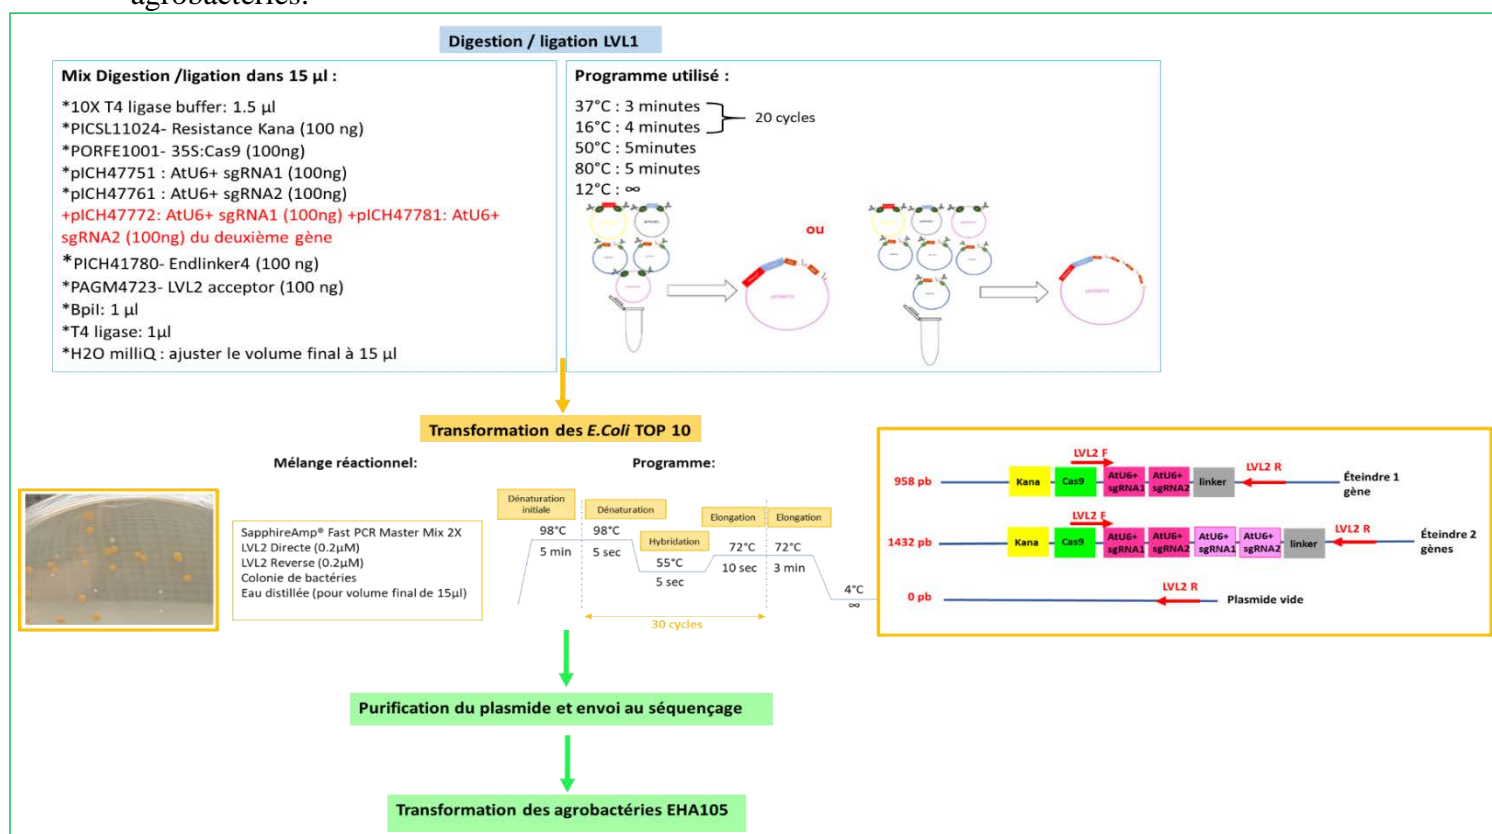 agrobactéries.
Digestion / ligation LVL1
Mix Digestion /ligation dans 15 µl :
*10X T4 ligase buffer: 1.5 µl
*PICSL11024- Resistance Kana (100 ng)
*PORFE1001- 35S:Cas9 (100ng)
*pICH47751 : AtU6+ sgRNA1 (100ng)
*pICH47761 : AtU6+ sgRNA2 (100ng)
+pICH47772: AtU6+ sgRNA1 (100ng) +pICH47781: AtU6+
sgRNA2 (100ng) du deuxième gène
*PICH41780- Endlinker4 (100 ng)
*PAGM4723- LVL2 acceptor (100 ng)
*BpiI: 1 µl
*T4 ligase: 1µl
*H2O milliQ : ajuster le volume final à 15 µl
Programme utilisé :
37°C : 3 minutes
16°C : 4 minutes
20 cycles
50°C : 5minutes
80°C : 5 minutes
12°C : ∞
ou
Transformation des E.Coli TOP 10
Mélange réactionnel:
SapphireAmp® Fast PCR Master Mix 2X
LVL2 Directe (0.2µM)
LVL2 Reverse (0.2µM)
Colonie de bactéries
Eau distillée (pour volume final de 15µl)
Programme:
Dénaturation
initiale
98°C
5 min
Dénaturation
98°C
5 sec
Hybridation
55°C
5 sec
Elongation
72°C
10 sec
Elongation
72°C
3 min
4°C
∞
30 cycles
958 pb
Kana
Cas9
LVL2 F
AtU6+
sgRNA1
AtU6+
sgRNA2
linker
LVL2 R
Éteindre 1
gène
1432 pb
Kana
Cas9
LVL2 F
AtU6+
sgRNA1
AtU6+
sgRNA2
AtU6+
sgRNA1
AtU6+
sgRNA2
linker
LVL2 R
Éteindre 2
gènes
0 pb
LVL2 R
Plasmide vide
Purification du plasmide et envoi au séquençage
Transformation des agrobactéries EHA105